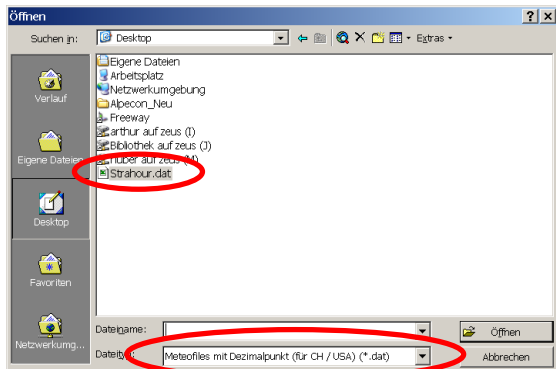 Öffnen
Suchen in: Desktop Extras
Verlauf
Eigene Dateien
Desktop
Favoriten
Netzwerkumg...
Eigene Dateien
Arbeitsplatz
Netzwerkumgebung
Alpecon_Neu
Freeway
arthur auf zeus (I)
Bibliothek auf zeus (J)
huber auf zeus (M)
Strahour.dat
Dateiname: Öffnen
Dateityp: Meteofiles mit Dezimalpunkt (für CH / USA) (*.dat) Abbrechen